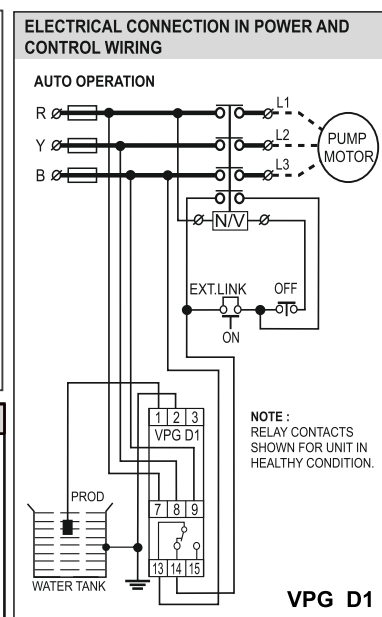 ELECTRICAL CONNECTION IN POWER AND
CONTROL WIRING
AUTO OPERATION
R
L1
Y
L2
PUMP
MOTOR
B
L3
N/V
EXT.LINK
OFF
ON
1 2 3
VPG D1
NOTE :
RELAY CONTACTS
SHOWN FOR UNIT IN
HEALTHY CONDITION.
PROD
7 8 9
13 14 15
WATER TANK
VPG D1